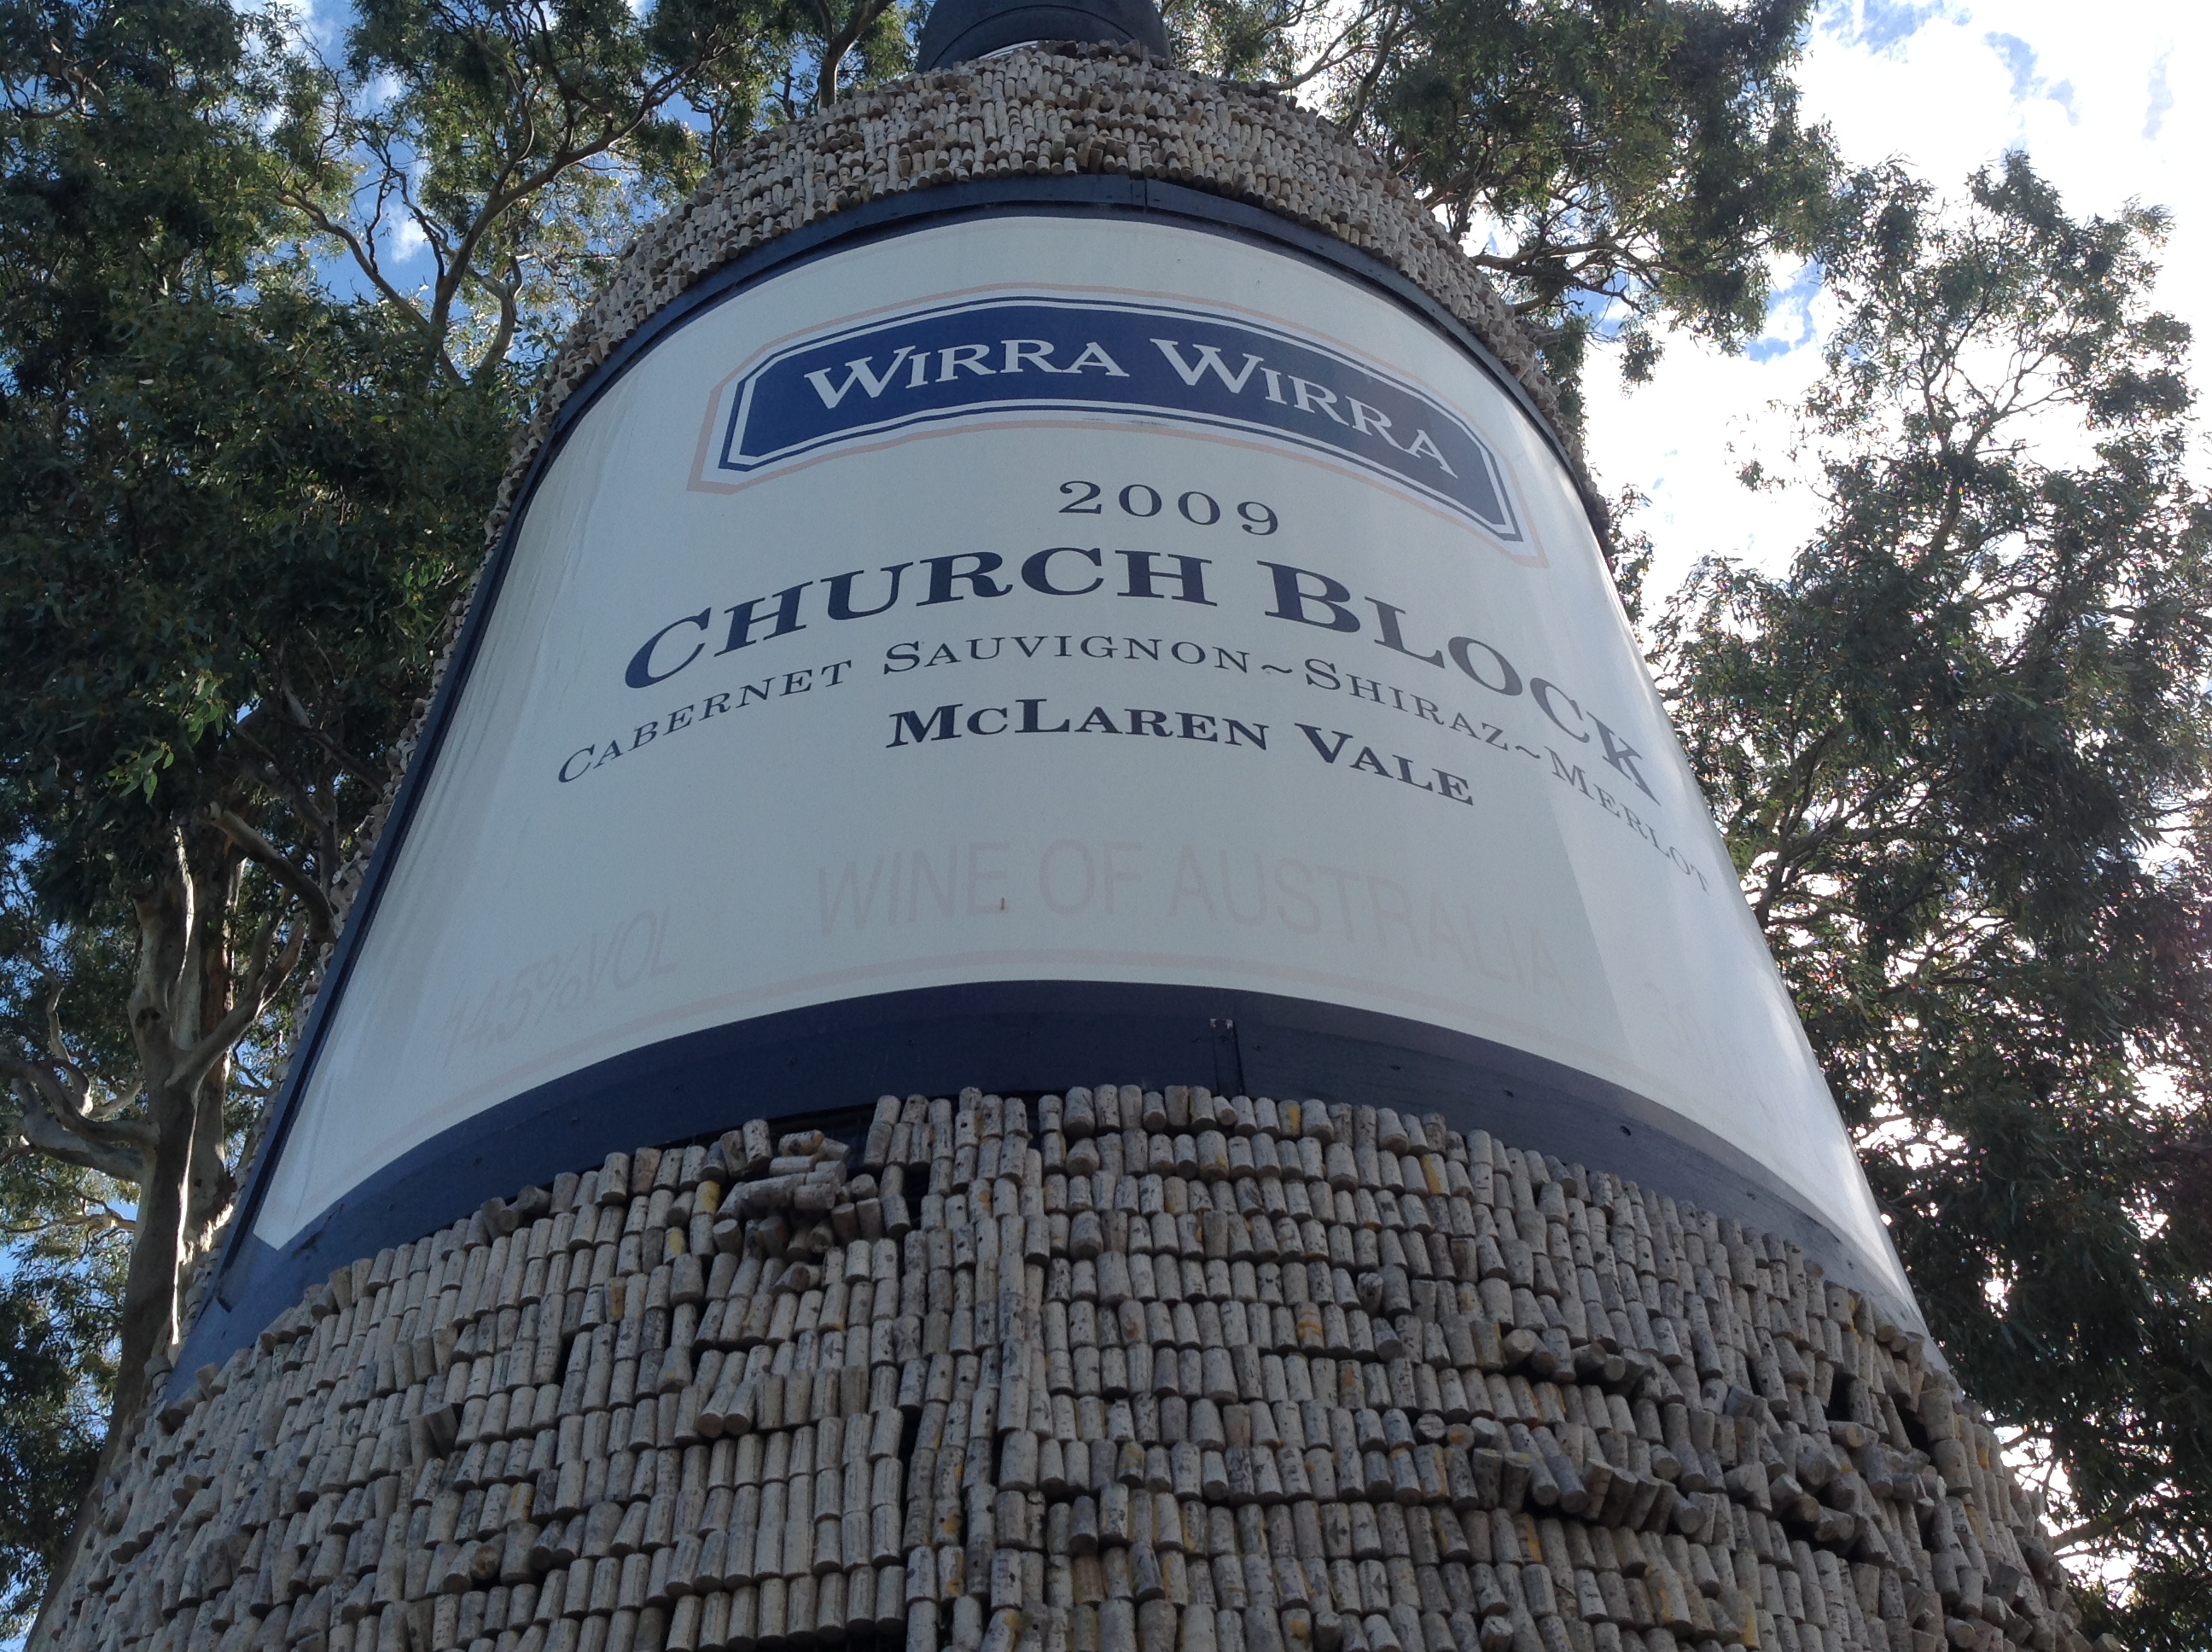 WIRRA WIRRA
2009
CHURCH BLOCK
CABERNET SAUVIGNON~SHIRAZ~MERLOT
MCLAREN VALE
WINE OF AUSTRALIA
14.5%VOL